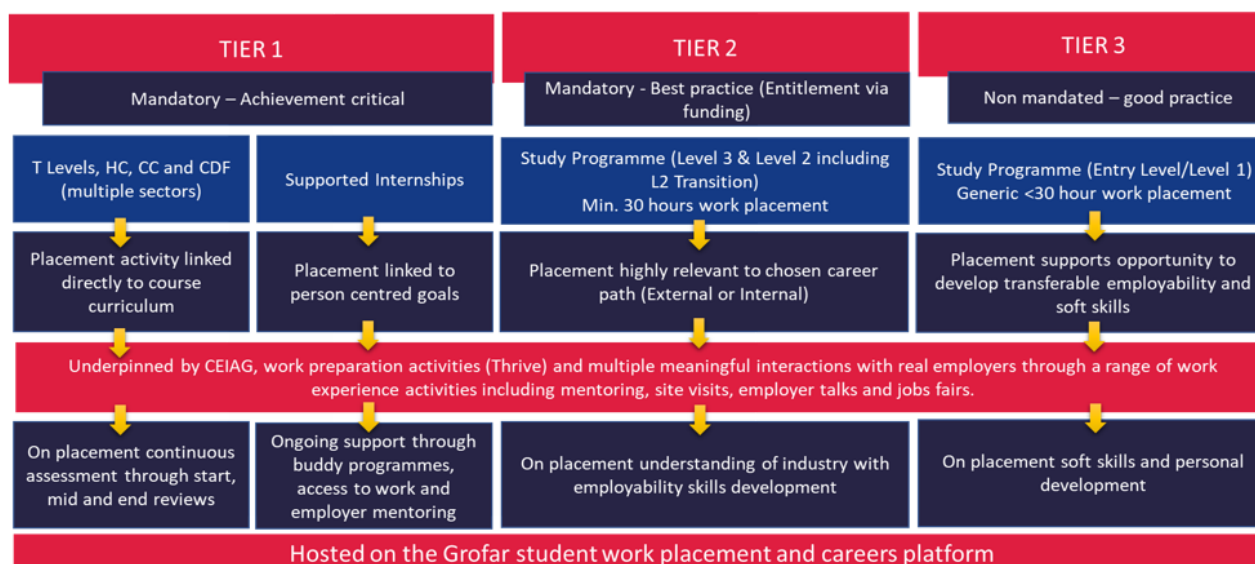 TIER 1
TIER 2
TIER 3
Mandatory – Achievement critical
Mandatory - Best practice (Entitlement via
funding)
Non mandated – good practice
T Levels, HC, CC and CDF
(multiple sectors)
Supported Internships
Study Programme (Level 3 & Level 2 including
L2 Transition)
Min. 30 hours work placement
Study Programme (Entry Level/Level 1)
Generic <30 hour work placement
Placement activity linked
directly to course
curriculum
Placement linked to
person centred goals
Placement highly relevant to chosen career
path (External or Internal)
Placement supports opportunity to
develop transferable employability and
soft skills
Underpinned by CEIAG, work preparation activities (Thrive) and multiple meaningful interactions with real employers through a range of work
experience activities including mentoring, site visits, employer talks and jobs fairs.
On placement continuous
assessment through start,
mid and end reviews
Ongoing support through
buddy programmes,
access to work and
employer mentoring
On placement understanding of industry with
employability skills development
On placement soft skills and personal
development
Hosted on the Grofar student work placement and careers platform